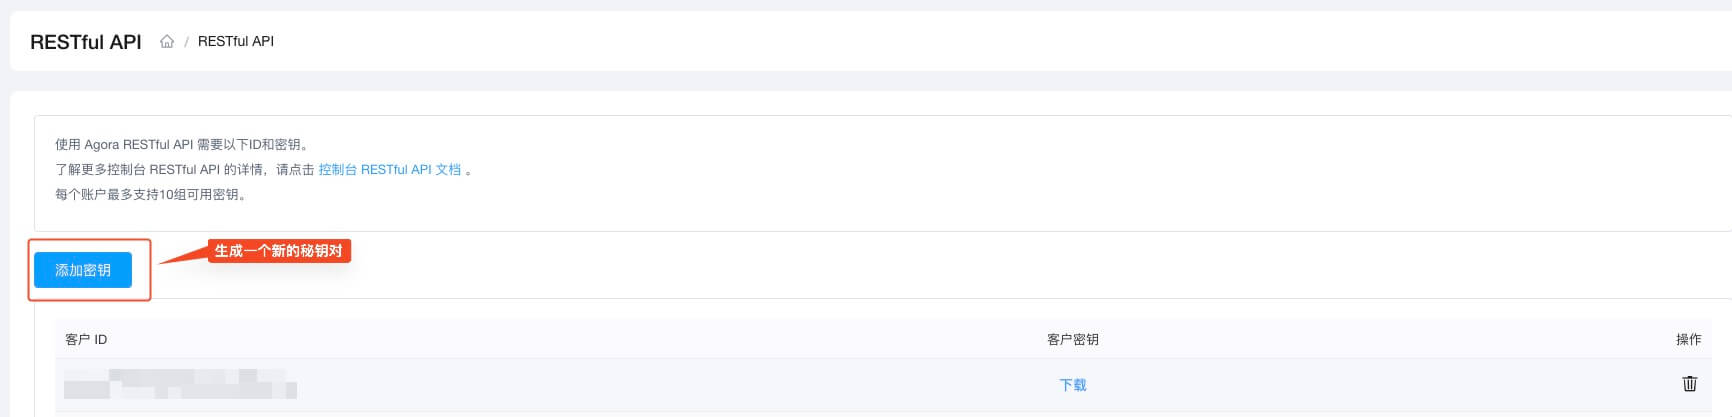 RESTful API / RESTful API
使用 Agora RESTful API 需要以下ID和密钥。
了解更多控制台 RESTful API 的详情，请点击 控制台 RESTful API 文档 。
每个账户最多支持10组可用密钥。
生成一个新的秘钥对
添加密钥
客户 ID 客户密钥 操作
下载